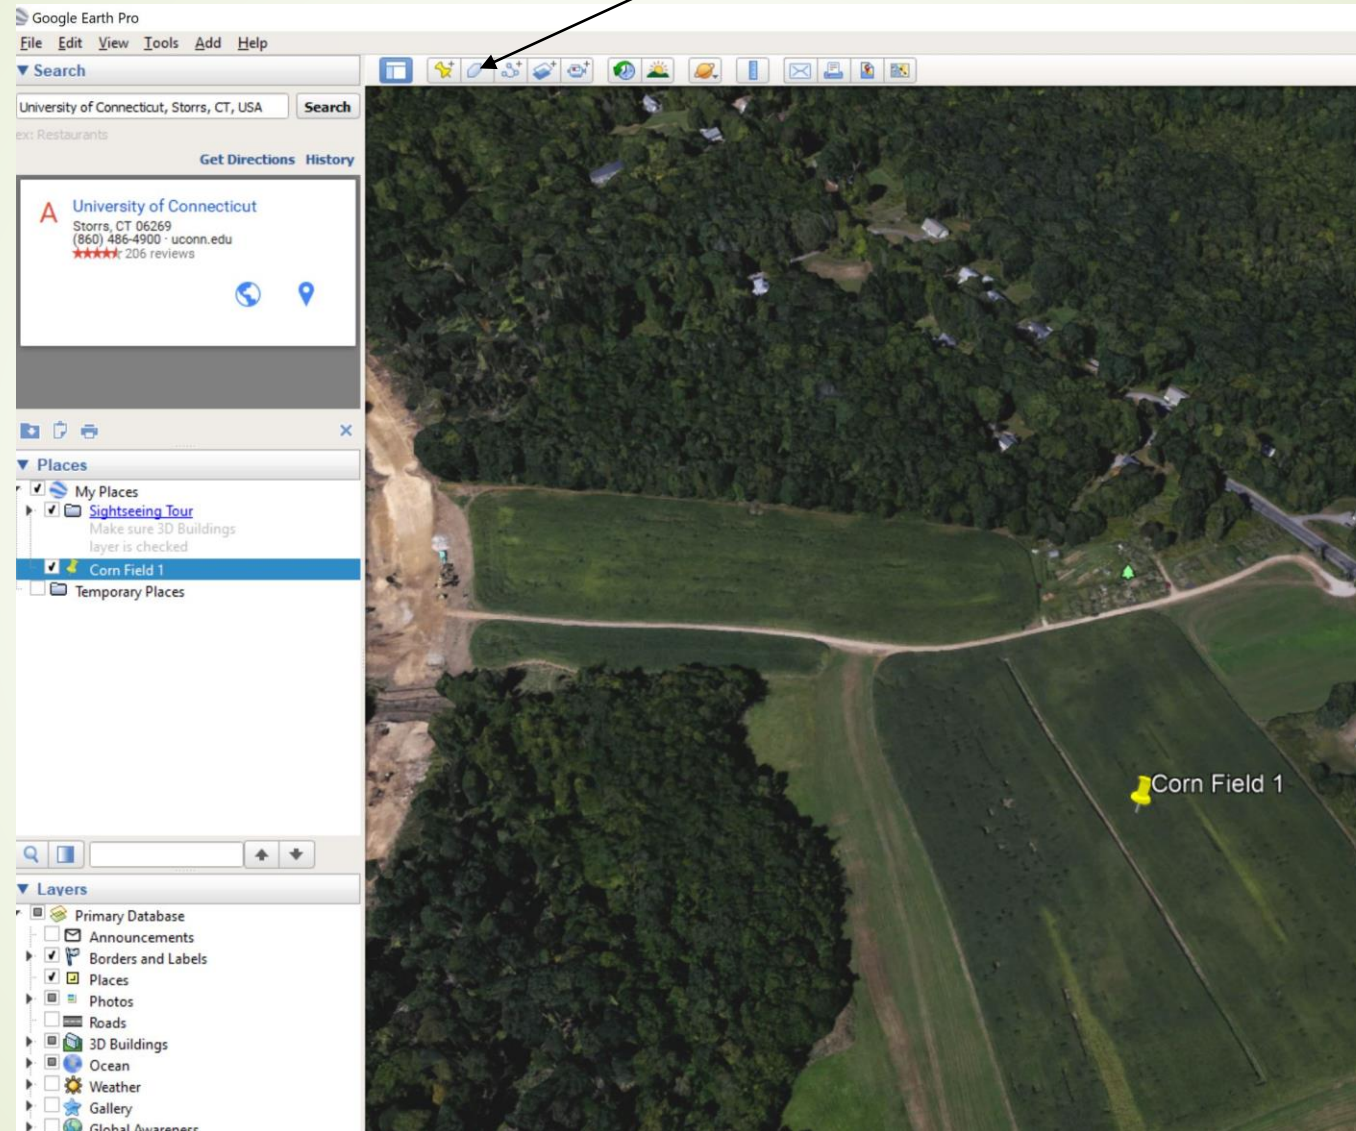 Google Earth Pro
File Edit View Tools Add Help
Search
University of Connecticut, Storrs, CT, USA Search
ex: Restaurants
Get Directions History
A University of Connecticut
Storrs, CT 06269
(860) 486-4900 · uconn.edu
206 reviews
Places
My Places
Sightseeing Tour
Make sure 3D Buildings
layer is checked
Corn Field 1
Temporary Places
Corn Field 1
Layers
Primary Database
Announcements
Borders and Labels
Places
Photos
Roads
3D Buildings
Ocean
Weather
Gallery
Global Awareness